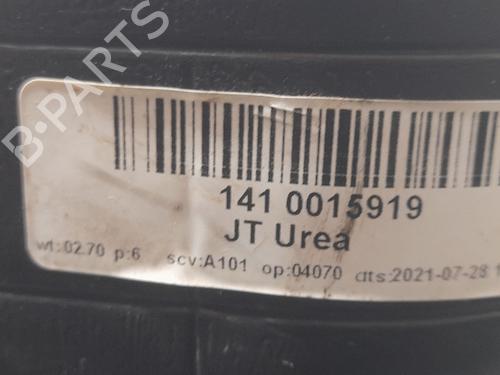 B·PARTS
141 0015919
JT Urea
wt:02.70 p:6 scv:A101 op:04070 dts:2021-07-28